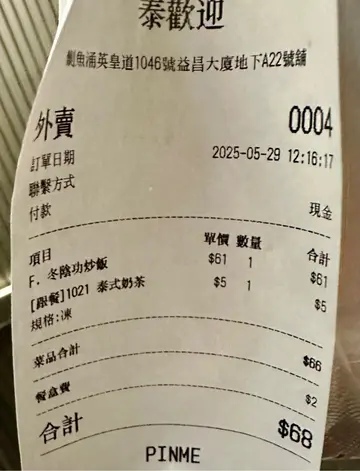 泰歡迎
鰂魚涌英皇道1046號益昌大廈地下A22號舖
外賣 0004
訂單日期 2025-05-29 12:16:17
聯繫方式
付款 現金
項目 單價 數量 合計
F. 冬陰功炒飯 $61 1 $61
[跟餐]1021 泰式奶茶 $5 1 $5
規格:凍
菜品合計 $66
餐盒費 $2
合計 $68
PINME